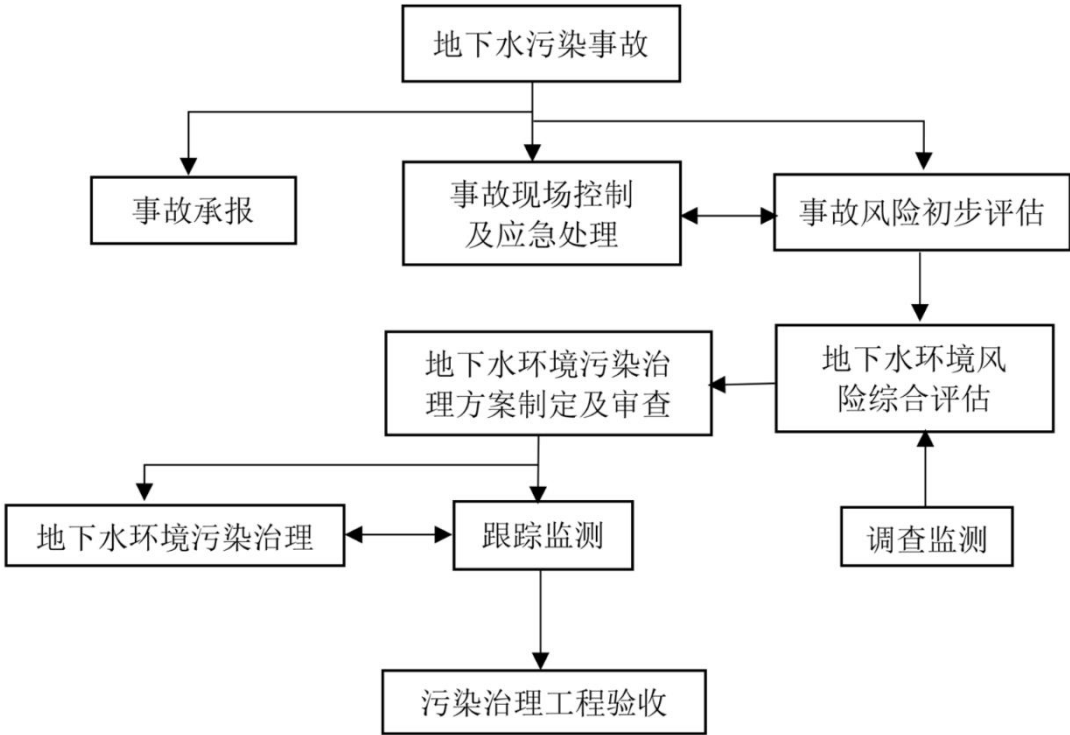 地下水污染事故
事故承报
事故现场控制
及应急处理
事故风险初步评估
地下水环境污染治
理方案制定及审查
地下水环境风
险综合评估
地下水环境污染治理
跟踪监测
调查监测
污染治理工程验收